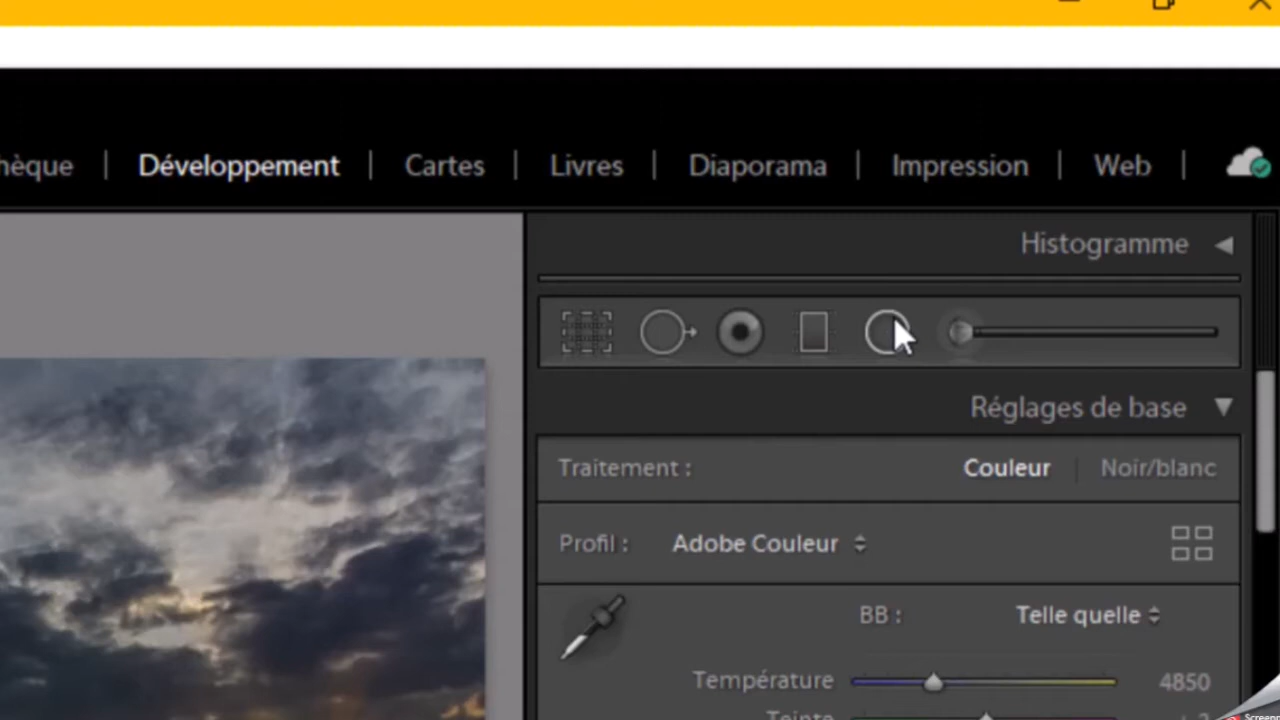 hèque | Développement | Cartes | Livres | Diaporama | Impression | Web |
Histogramme
Réglages de base
Traitement : Couleur | Noir/blanc
Profil : Adobe Couleur
BB : Telle quelle
Température 4850
Teinte